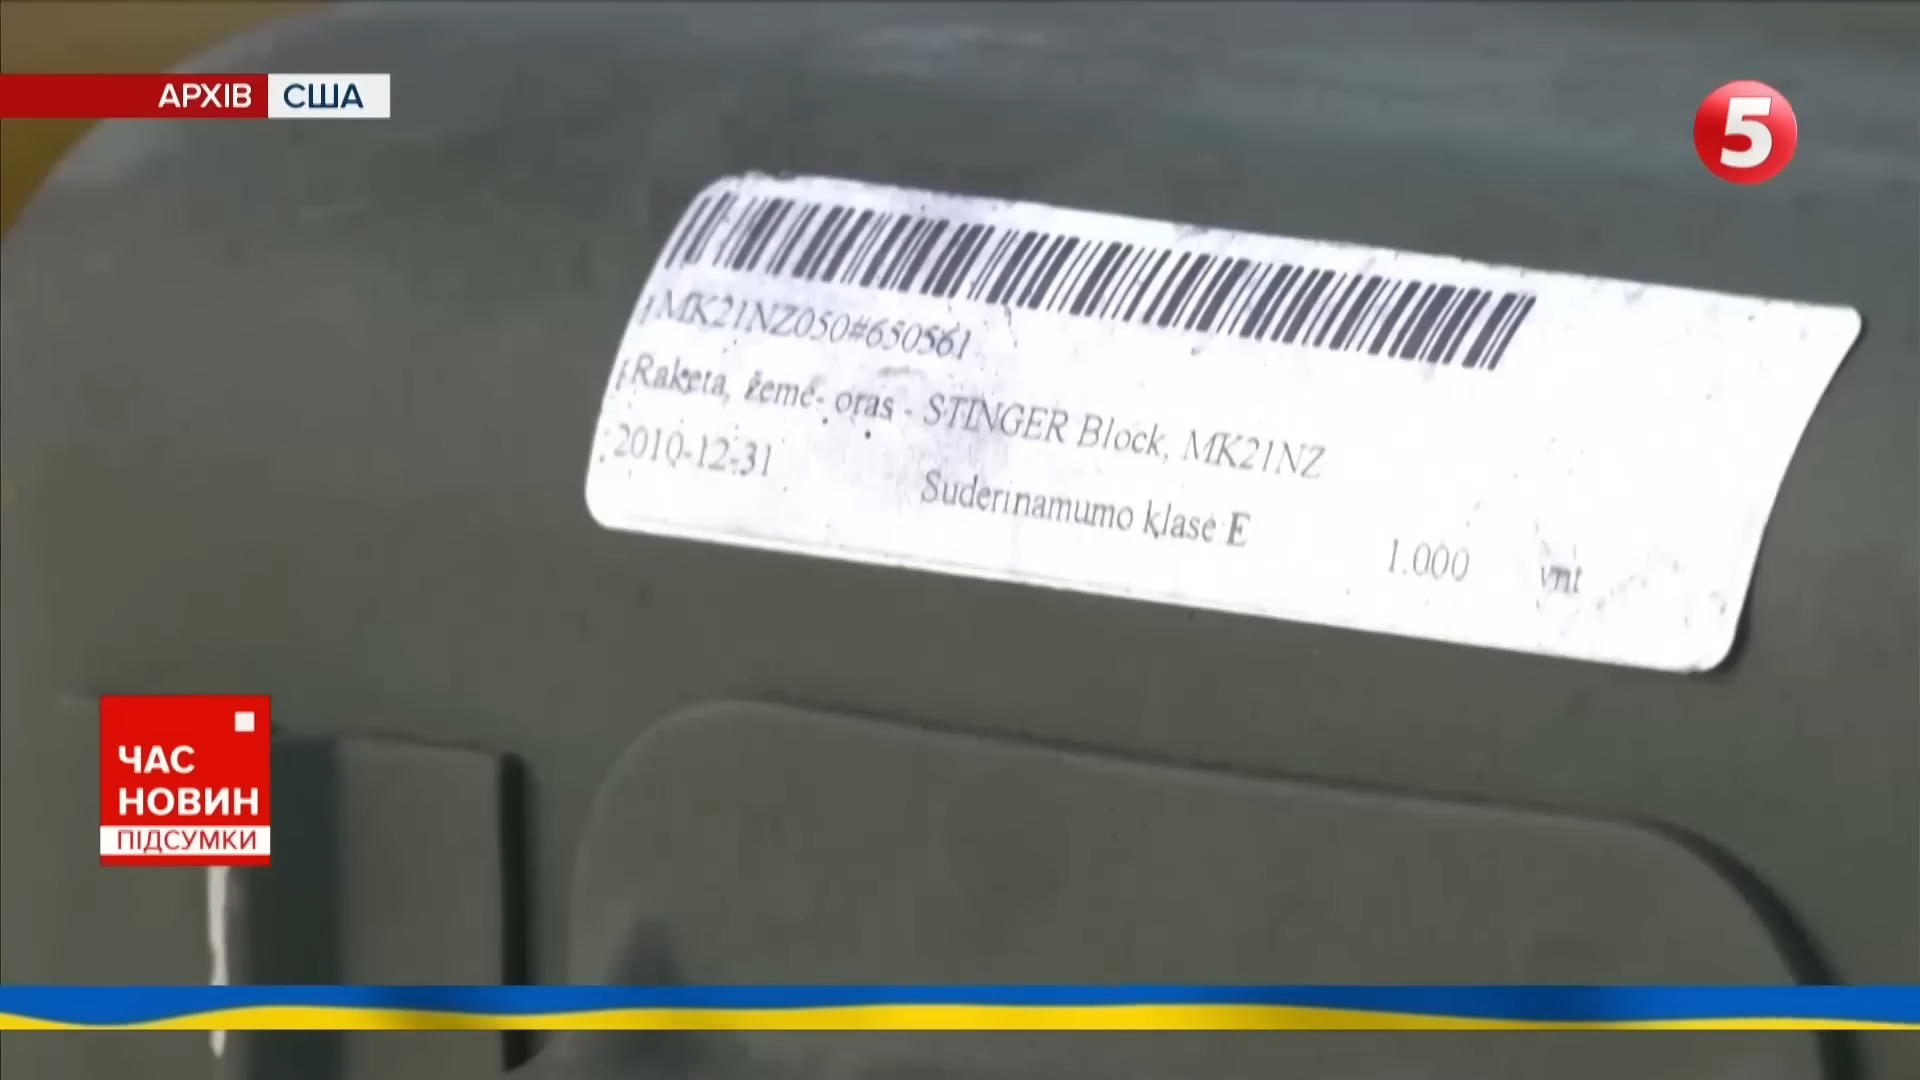 АРХІВ США
5
MK21NZ050#650561
Raketa, žemė- oras - STINGER Block, MK21NZ
2010-12-31
Suderinamumo klasė E
1.000 vnt
ЧАС
НОВИН
ПІДСУМКИ